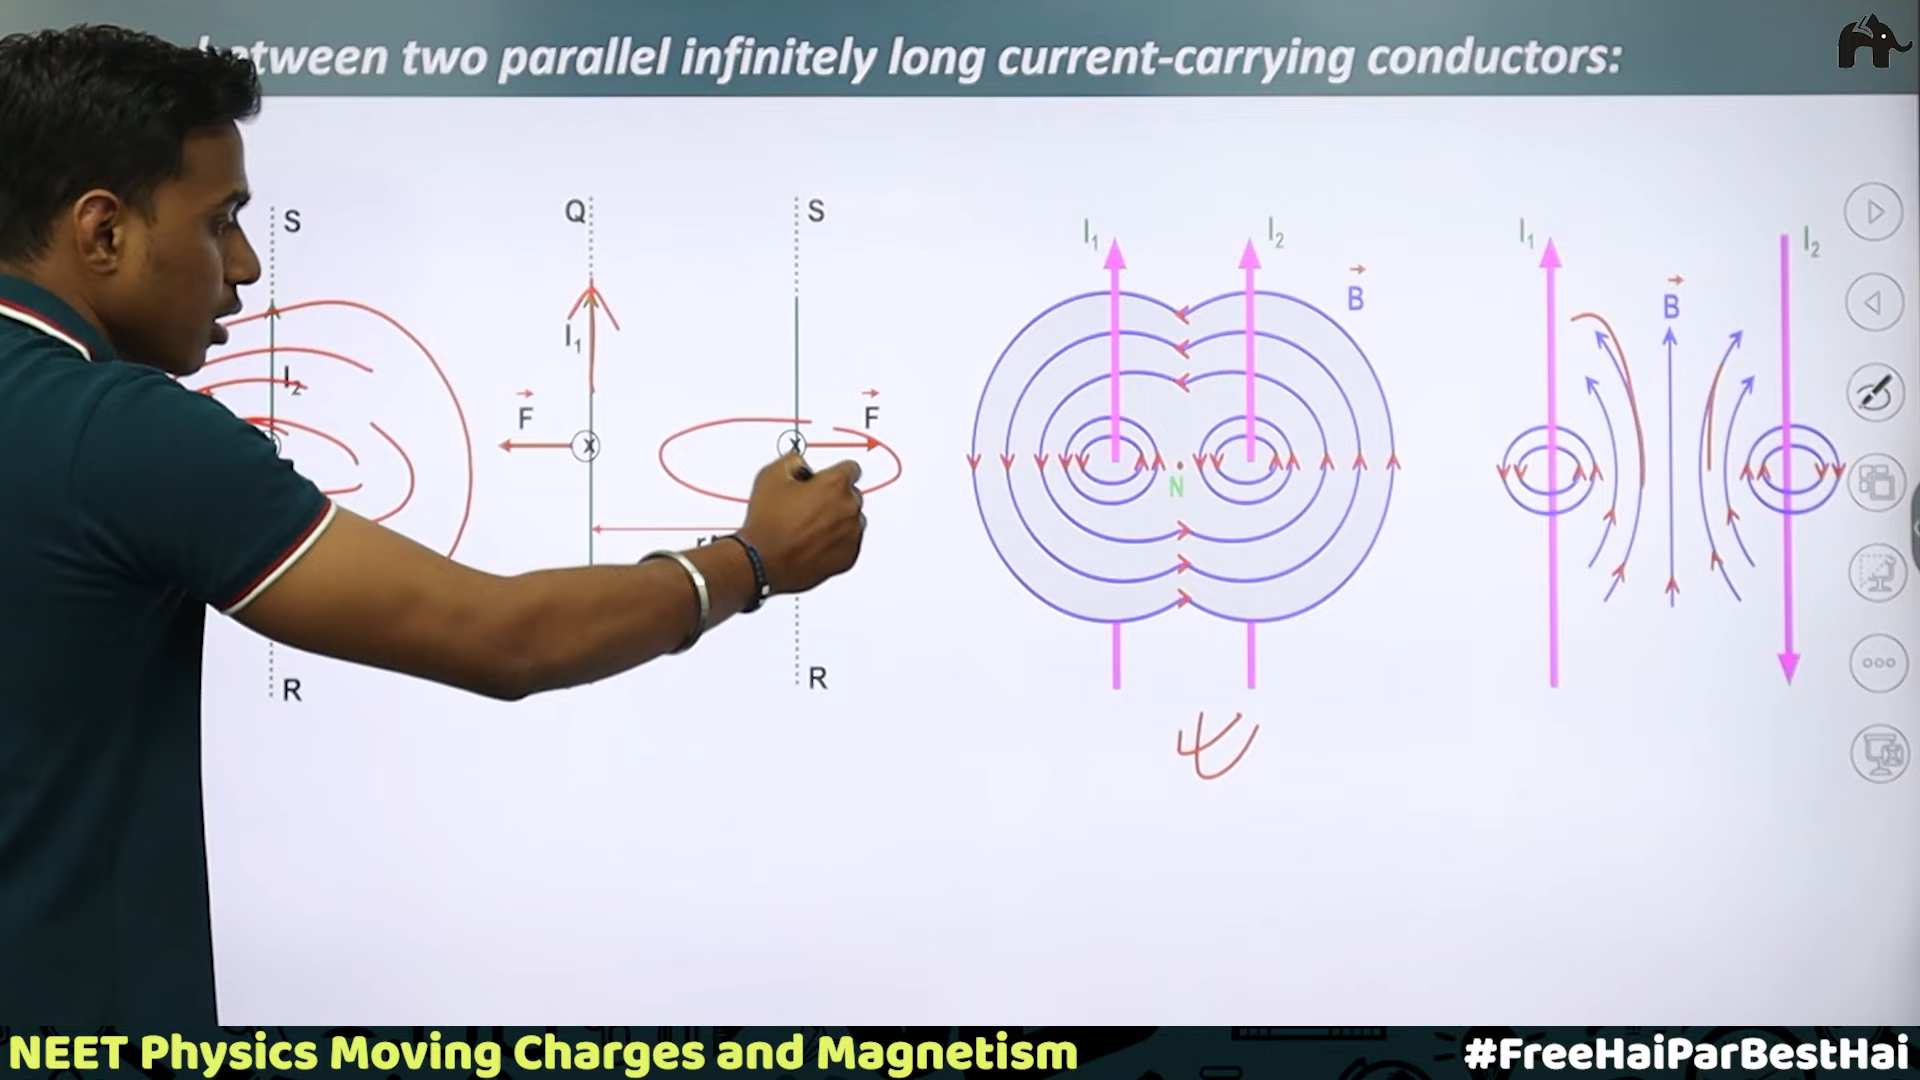 between two parallel infinitely long current-carrying conductors:
S
I₂
R
Q
I₁
F
x
S
F
x
r
R
I₁
I₂
B
N
I₁
B
I₂
NEET Physics Moving Charges and Magnetism
#FreeHaiParBestHai